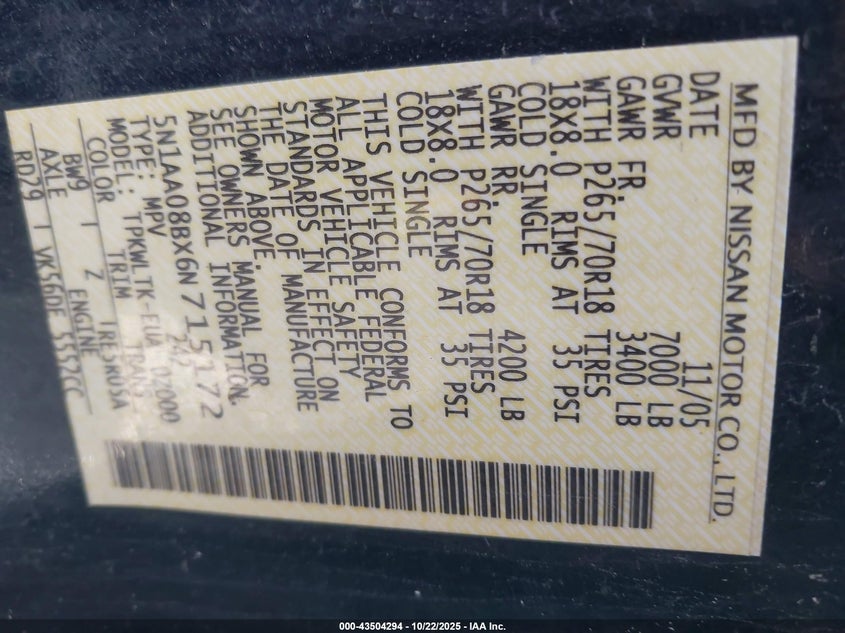 MFD BY NISSAN MOTOR CO., LTD.
DATE 11/05
GVWR 7000 LB
GAWR FR. 3400 LB
WITH P265/70R18 TIRES
18X8.0 RIMS AT 35 PSI
COLD SINGLE
GAWR RR. 4200 LB
WITH P265/70R18 TIRES
18X8.0 RIMS AT 35 PSI
COLD SINGLE
THIS VEHICLE CONFORMS TO
ALL APPLICABLE FEDERAL
MOTOR VEHICLE SAFETY
STANDARDS IN EFFECT ON
THE DATE OF MANUFACTURE
SHOWN ABOVE.
SEE OWNERS MANUAL FOR
ADDITIONAL INFORMATION.
5N1AA08BX6N
TYPE: MPV
MODEL: TPKWLTK-EUA
COLOR TRIM TRANS
BW9 Z TRE5R05A
AXLE ENGINE
RD29 VK56DE 5552CC
000-43504294 - 10/22/2025 - IAA Inc.